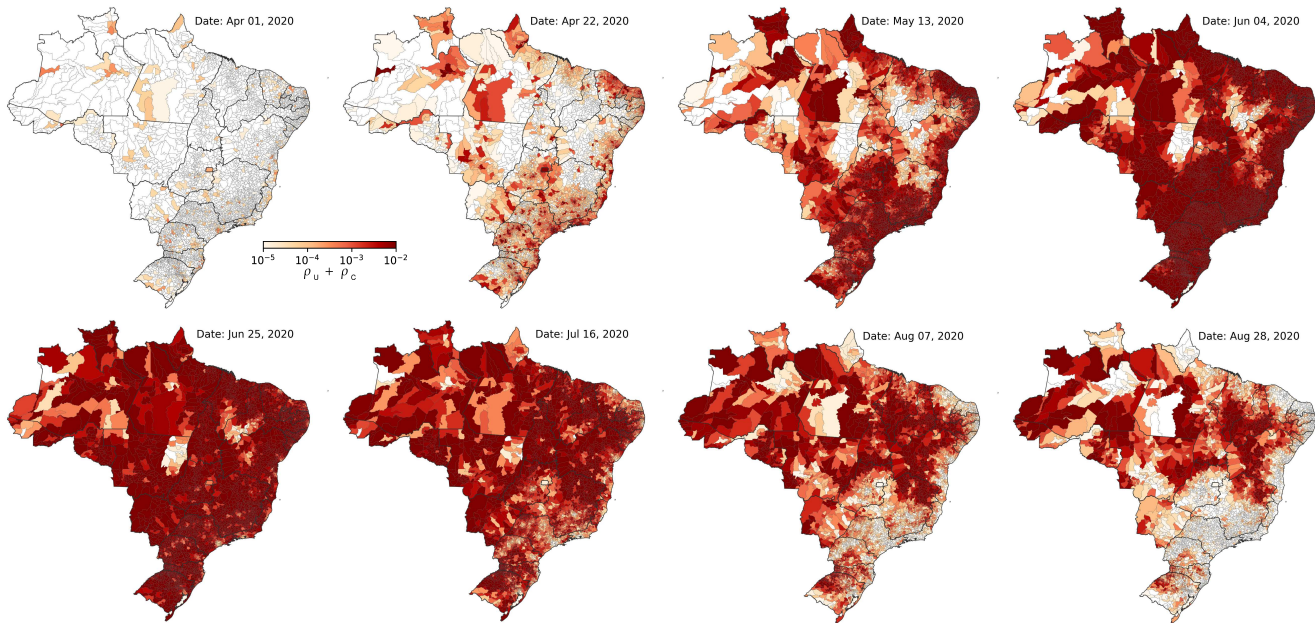 Date: Apr 01, 2020
Date: Apr 22, 2020
Date: May 13, 2020
Date: Jun 04, 2020
10⁻⁵ 10⁻⁴ 10⁻³ 10⁻²
ρ_U + ρ_C
Date: Jun 25, 2020
Date: Jul 16, 2020
Date: Aug 07, 2020
Date: Aug 28, 2020